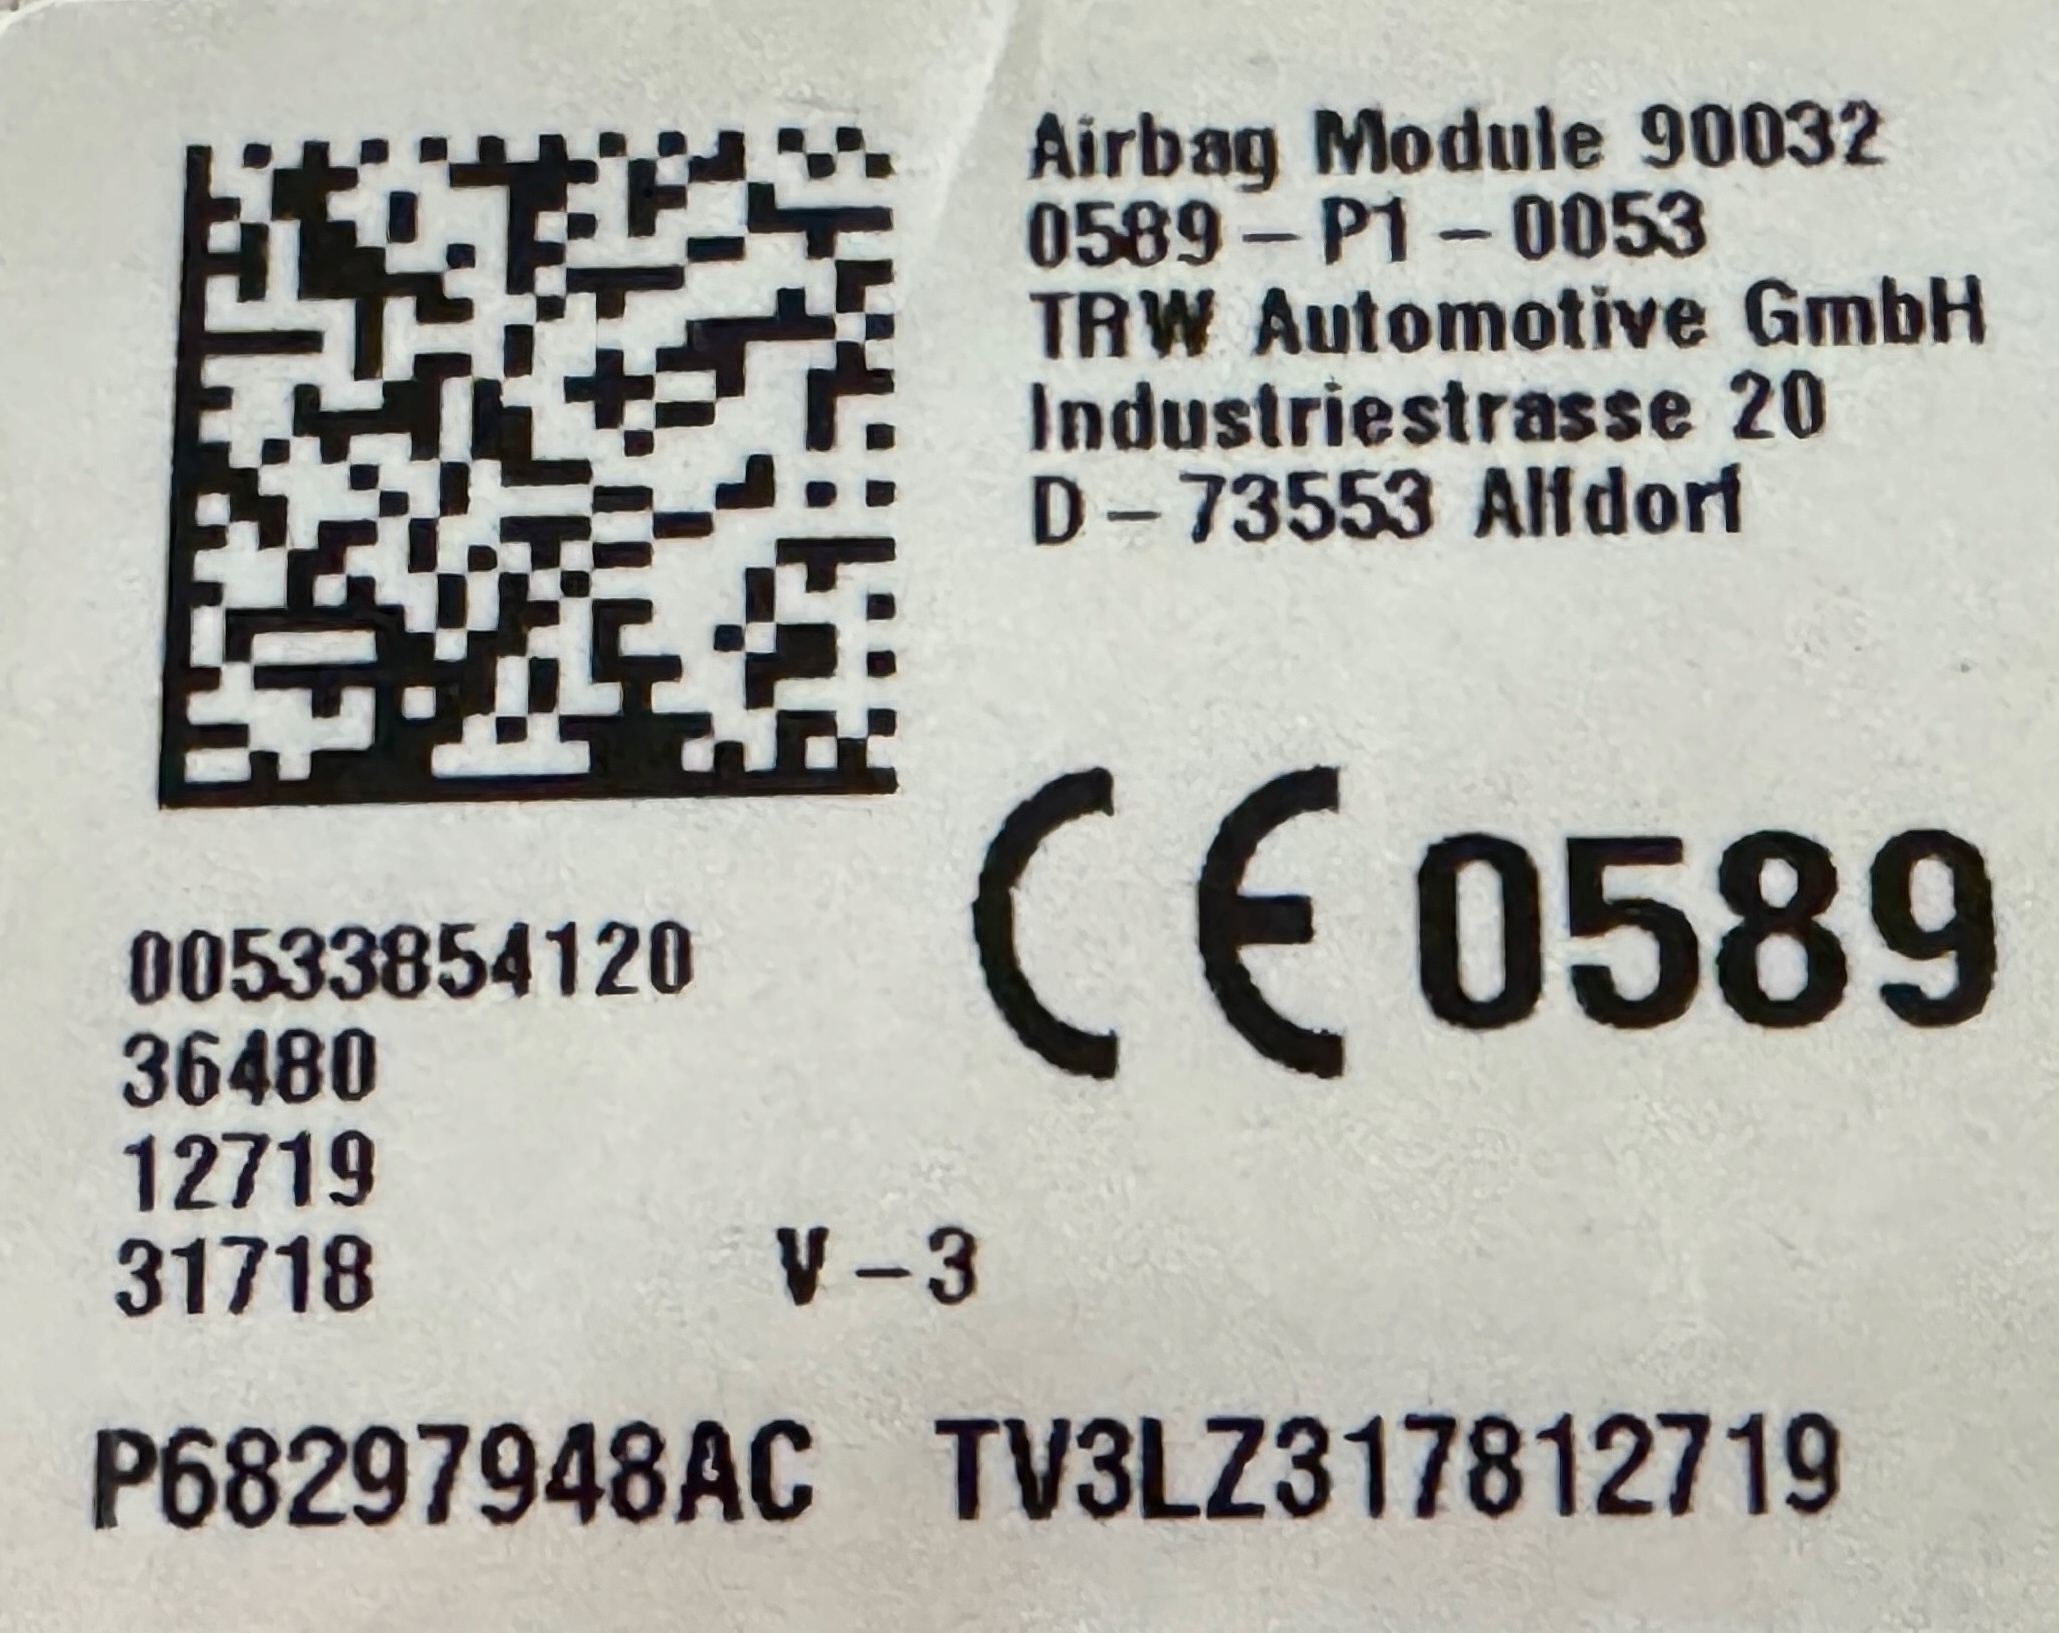 Airbag Module 90032
0589-P1-0053
TRW Automotive GmbH
Industriestrasse 20
D-73553 Alfdorf
CE 0589
00533854120
36480
12719
31718 V-3
P68297948AC TV3LZ317812719